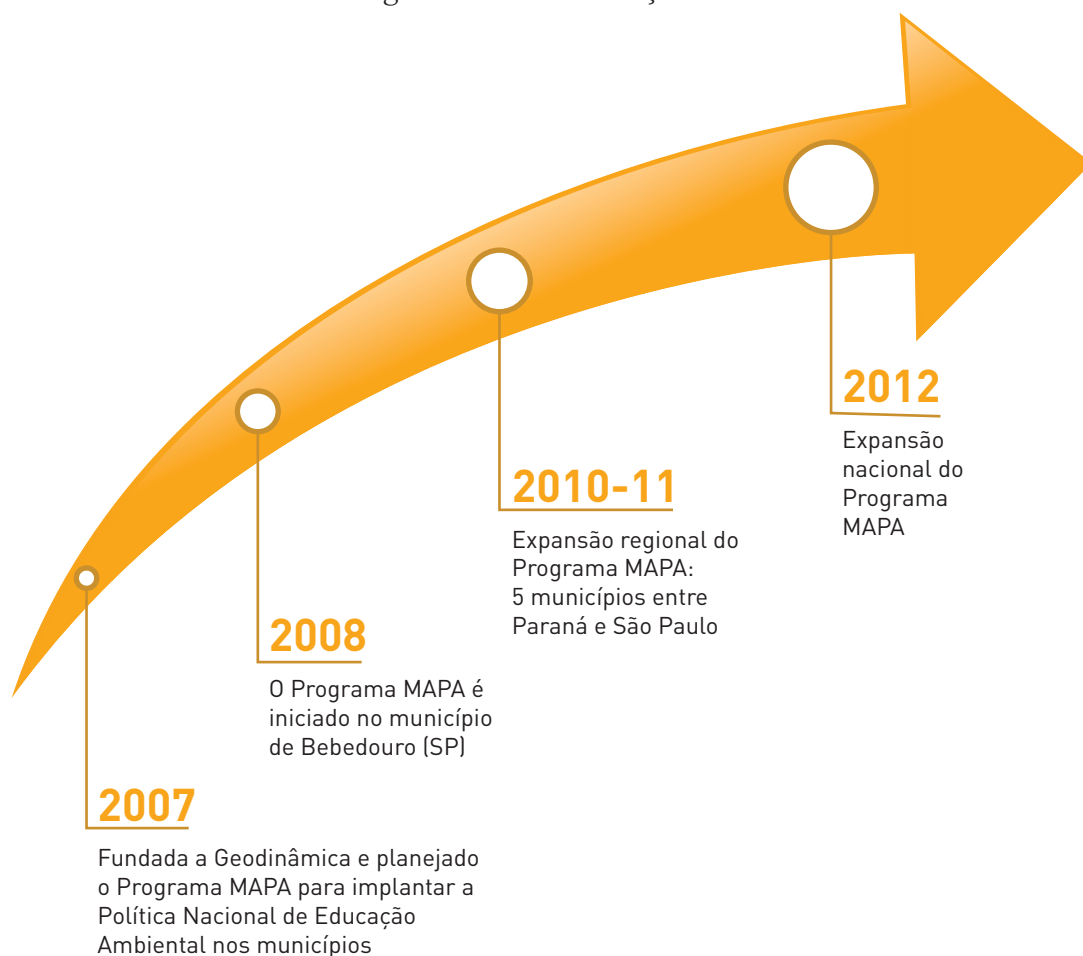 2007
Fundada a Geodinâmica e planejado
o Programa MAPA para implantar a
Política Nacional de Educação
Ambiental nos municípios
2008
O Programa MAPA é
iniciado no município
de Bebedouro (SP)
2010-11
Expansão regional do
Programa MAPA:
5 municípios entre
Paraná e São Paulo
2012
Expansão
nacional do
Programa
MAPA